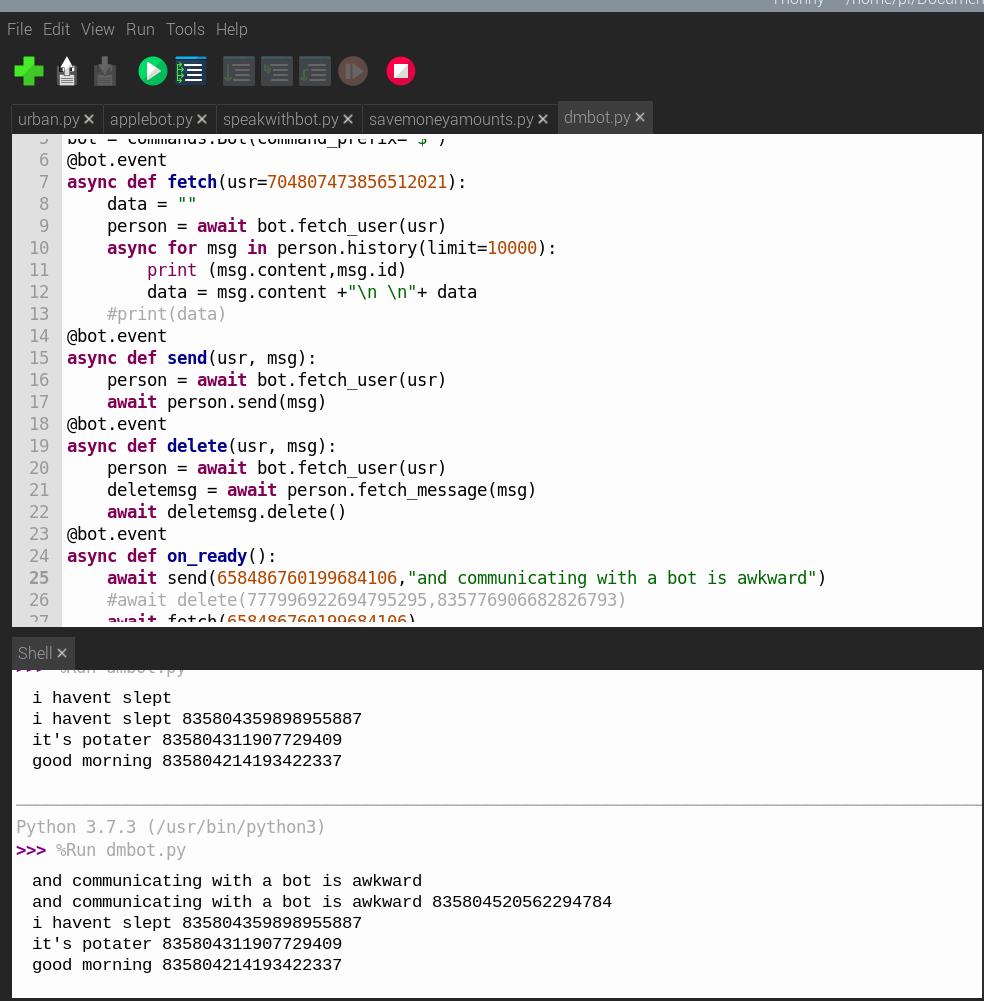 Thonny - /home/pi/Documen
File Edit View Run Tools Help
urban.py × applebot.py × speakwithbot.py × savemoneyamounts.py × dmbot.py ×
5 bot = commands.Bot(command_prefix="$")
6 @bot.event
7 async def fetch(usr=704807473856512021):
8     data = ""
9     person = await bot.fetch_user(usr)
10     async for msg in person.history(limit=10000):
11         print (msg.content,msg.id)
12         data = msg.content +"\n \n"+ data
13     #print(data)
14 @bot.event
15 async def send(usr, msg):
16     person = await bot.fetch_user(usr)
17     await person.send(msg)
18 @bot.event
19 async def delete(usr, msg):
20     person = await bot.fetch_user(usr)
21     deletemsg = await person.fetch_message(msg)
22     await deletemsg.delete()
23 @bot.event
24 async def on_ready():
25     await send(658486760199684106,"and communicating with a bot is awkward")
26     #await delete(777996922694795295,835776906682826793)
27     await fetch(658486760199684106)
Shell ×
>>> %Run dmbot.py
i havent slept
i havent slept 835804359898955887
it's potater 835804311907729409
good morning 835804214193422337
Python 3.7.3 (/usr/bin/python3)
>>> %Run dmbot.py
and communicating with a bot is awkward
and communicating with a bot is awkward 835804520562294784
i havent slept 835804359898955887
it's potater 835804311907729409
good morning 835804214193422337